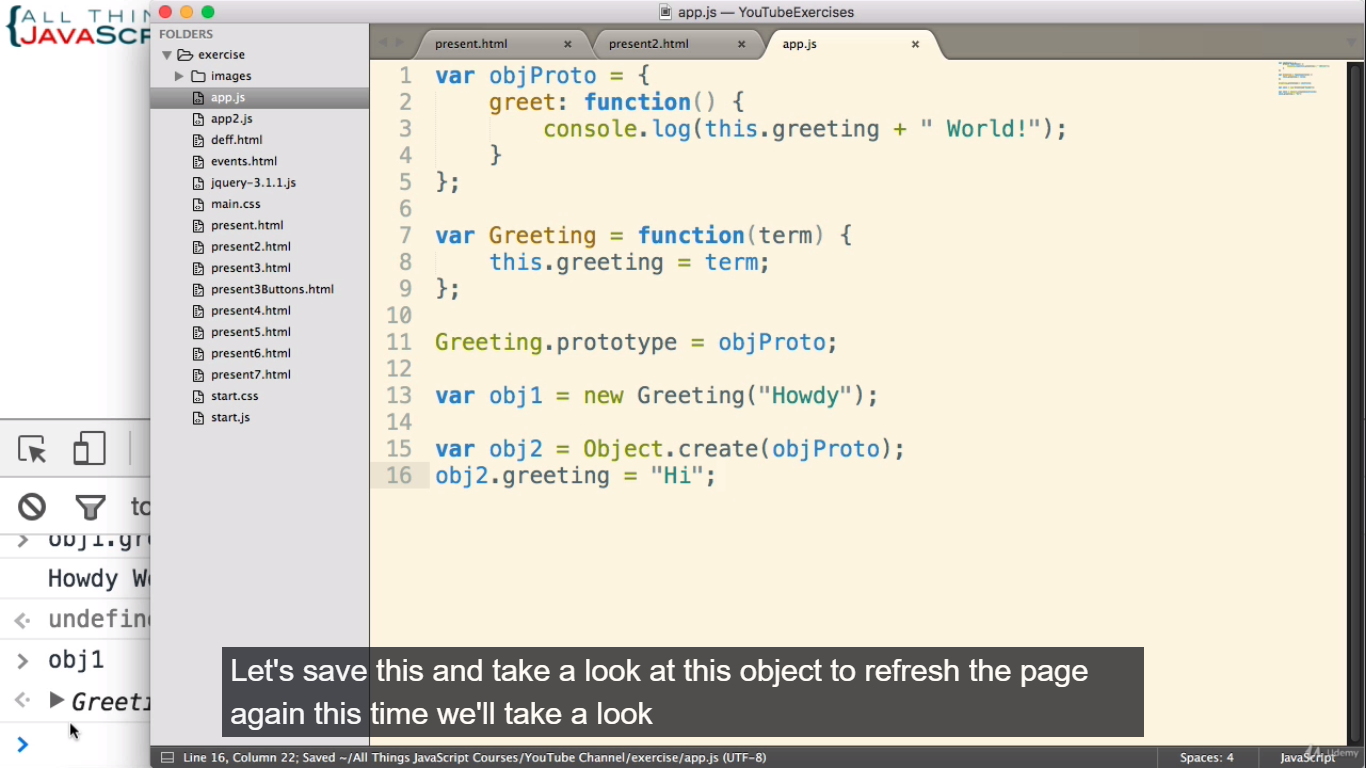 ALL THIN
JAVASCR
app.js — YouTubeExercises
FOLDERS
exercise
images
app.js
app2.js
deff.html
events.html
jquery-3.1.1.js
main.css
present.html
present2.html
present3.html
present3Buttons.html
present4.html
present5.html
present6.html
present7.html
start.css
start.js
present.html ×
present2.html ×
app.js ×
1 var objProto = {
2 greet: function() {
3 console.log(this.greeting + " World!");
4 }
5 };
6
7 var Greeting = function(term) {
8 this.greeting = term;
9 };
10
11 Greeting.prototype = objProto;
12
13 var obj1 = new Greeting("Howdy");
14
15 var obj2 = Object.create(objProto);
16 obj2.greeting = "Hi";
to
> obj1.gre
Howdy Wo
undefine
> obj1
Greeti
>
Let's save this and take a look at this object to refresh the page
again this time we'll take a look
Line 16, Column 22; Saved ~/All Things JavaScript Courses/YouTube Channel/exercise/app.js (UTF-8)
Spaces: 4
JavaScript
Udemy